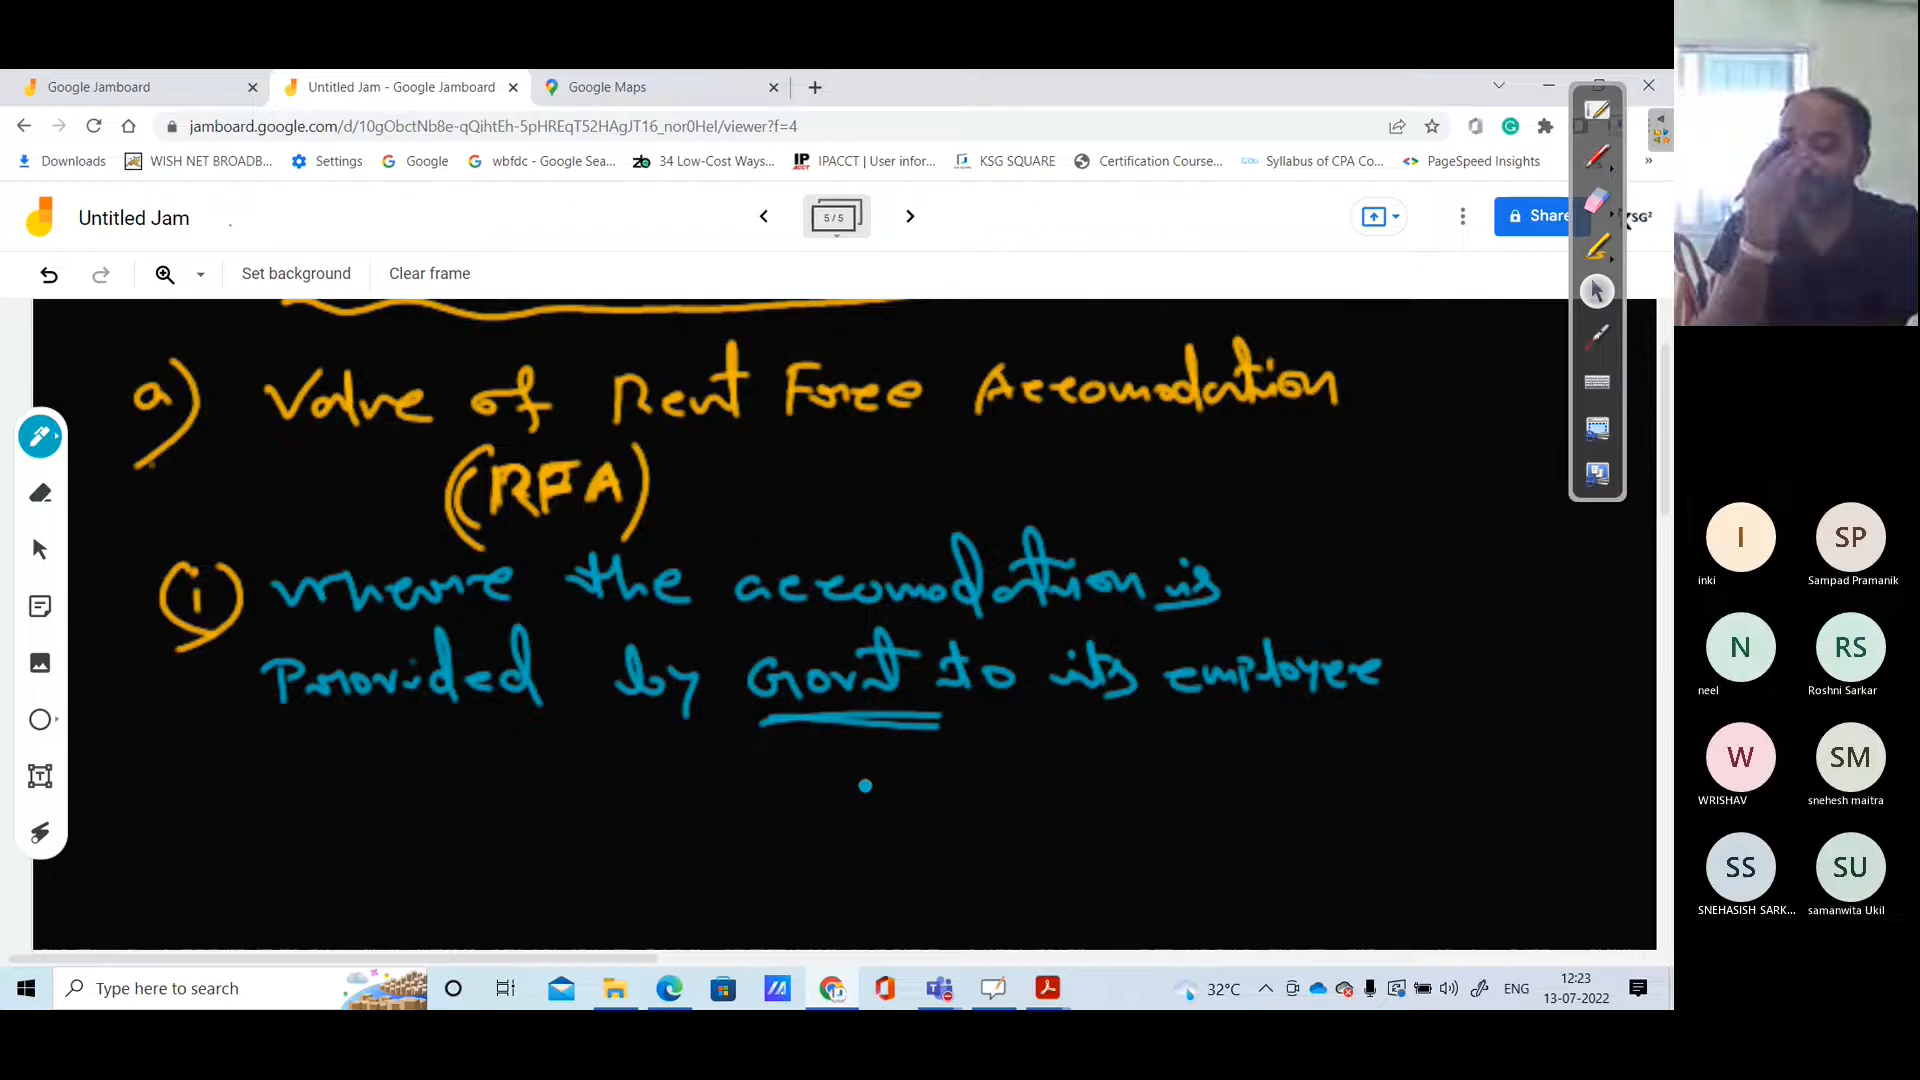 Google Jamboard
Untitled Jam - Google Jamboard
Google Maps
jamboard.google.com/d/10gObctNb8e-qQihtEh-5pHREqT52HAgJT16_nor0HeI/viewer?f=4
Downloads
WISH NET BROADB...
Settings
Google
wbfdc - Google Sea...
34 Low-Cost Ways...
IPACCT | User infor...
KSG SQUARE
Certification Course...
Syllabus of CPA Co...
PageSpeed Insights
»
Untitled Jam
5 / 5
Share
KSG²
Set background
Clear frame
a) Value of Rent Free Accomodation
(RFA)
(i) Where the accomodation is
Provided by Govt to its employee
I
inki
SP
Sampad Pramanik
N
neel
RS
Roshni Sarkar
W
WRISHAV
SM
snehesh maitra
SS
SNEHASISH SARK...
SU
samanwita Ukil
Type here to search
32°C
ENG
12:23
13-07-2022